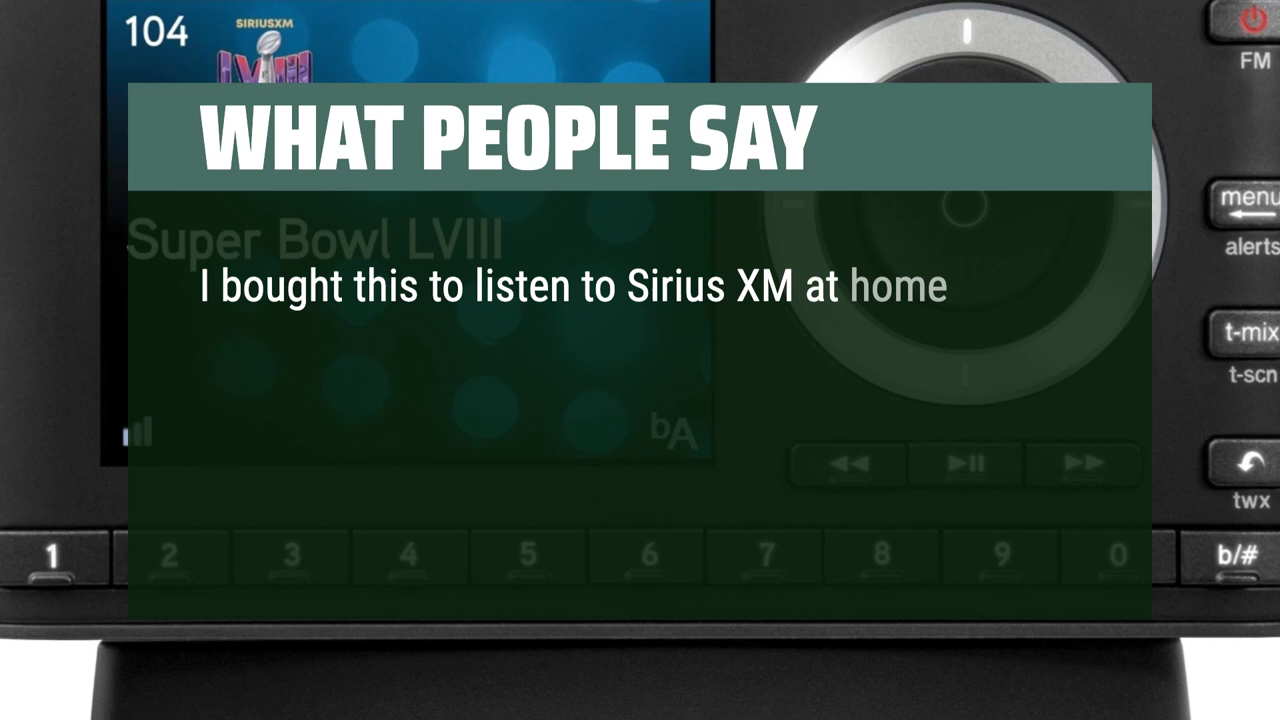 104
SIRIUSXM
LVIII
FM
WHAT PEOPLE SAY
menu
alerts
Super Bowl LVIII
I bought this to listen to Sirius XM at home
t-mix
t-scn
bA
twx
1 2 3 4 5 6 7 8 9 0 b/#